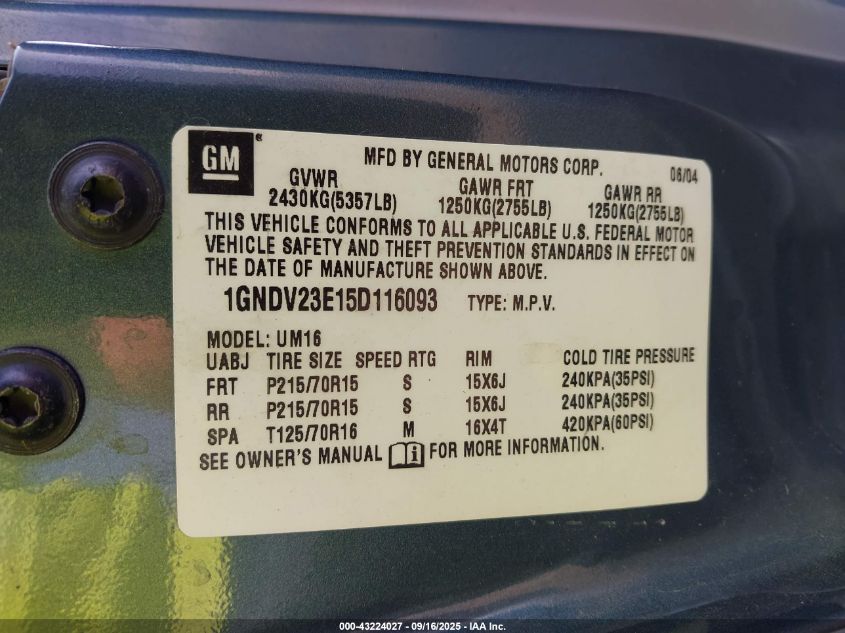 GM ® MFD BY GENERAL MOTORS CORP. 06/04
GVWR GAWR FRT GAWR RR
2430KG(5357LB) 1250KG(2755LB) 1250KG(2755LB)
THIS VEHICLE CONFORMS TO ALL APPLICABLE U.S. FEDERAL MOTOR
VEHICLE SAFETY AND THEFT PREVENTION STANDARDS IN EFFECT ON
THE DATE OF MANUFACTURE SHOWN ABOVE.
1GNDV23E15D116093 TYPE: M.P.V.
MODEL: UM16
UABJ TIRE SIZE SPEED RTG RIM COLD TIRE PRESSURE
FRT P215/70R15 S 15X6J 240KPA(35PSI)
RR P215/70R15 S 15X6J 240KPA(35PSI)
SPA T125/70R16 M 16X4T 420KPA(60PSI)
SEE OWNER'S MANUAL i FOR MORE INFORMATION.
000-43224027 - 09/16/2025 - IAA Inc.